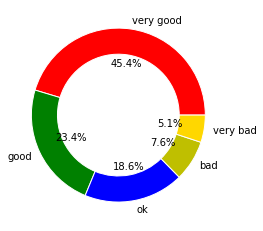 very good
45.4%
5.1%
very bad
23.4%
7.6%
good
18.6%
bad
ok